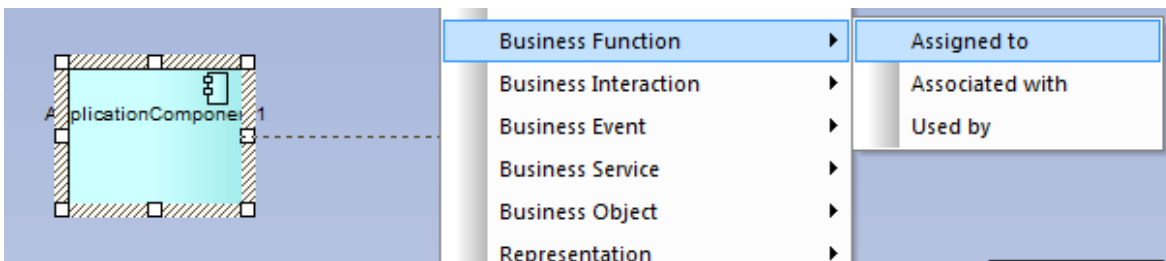 Business Function
Assigned to
Business Interaction
Associated with
Business Event
Used by
Business Service
Business Object
Representation